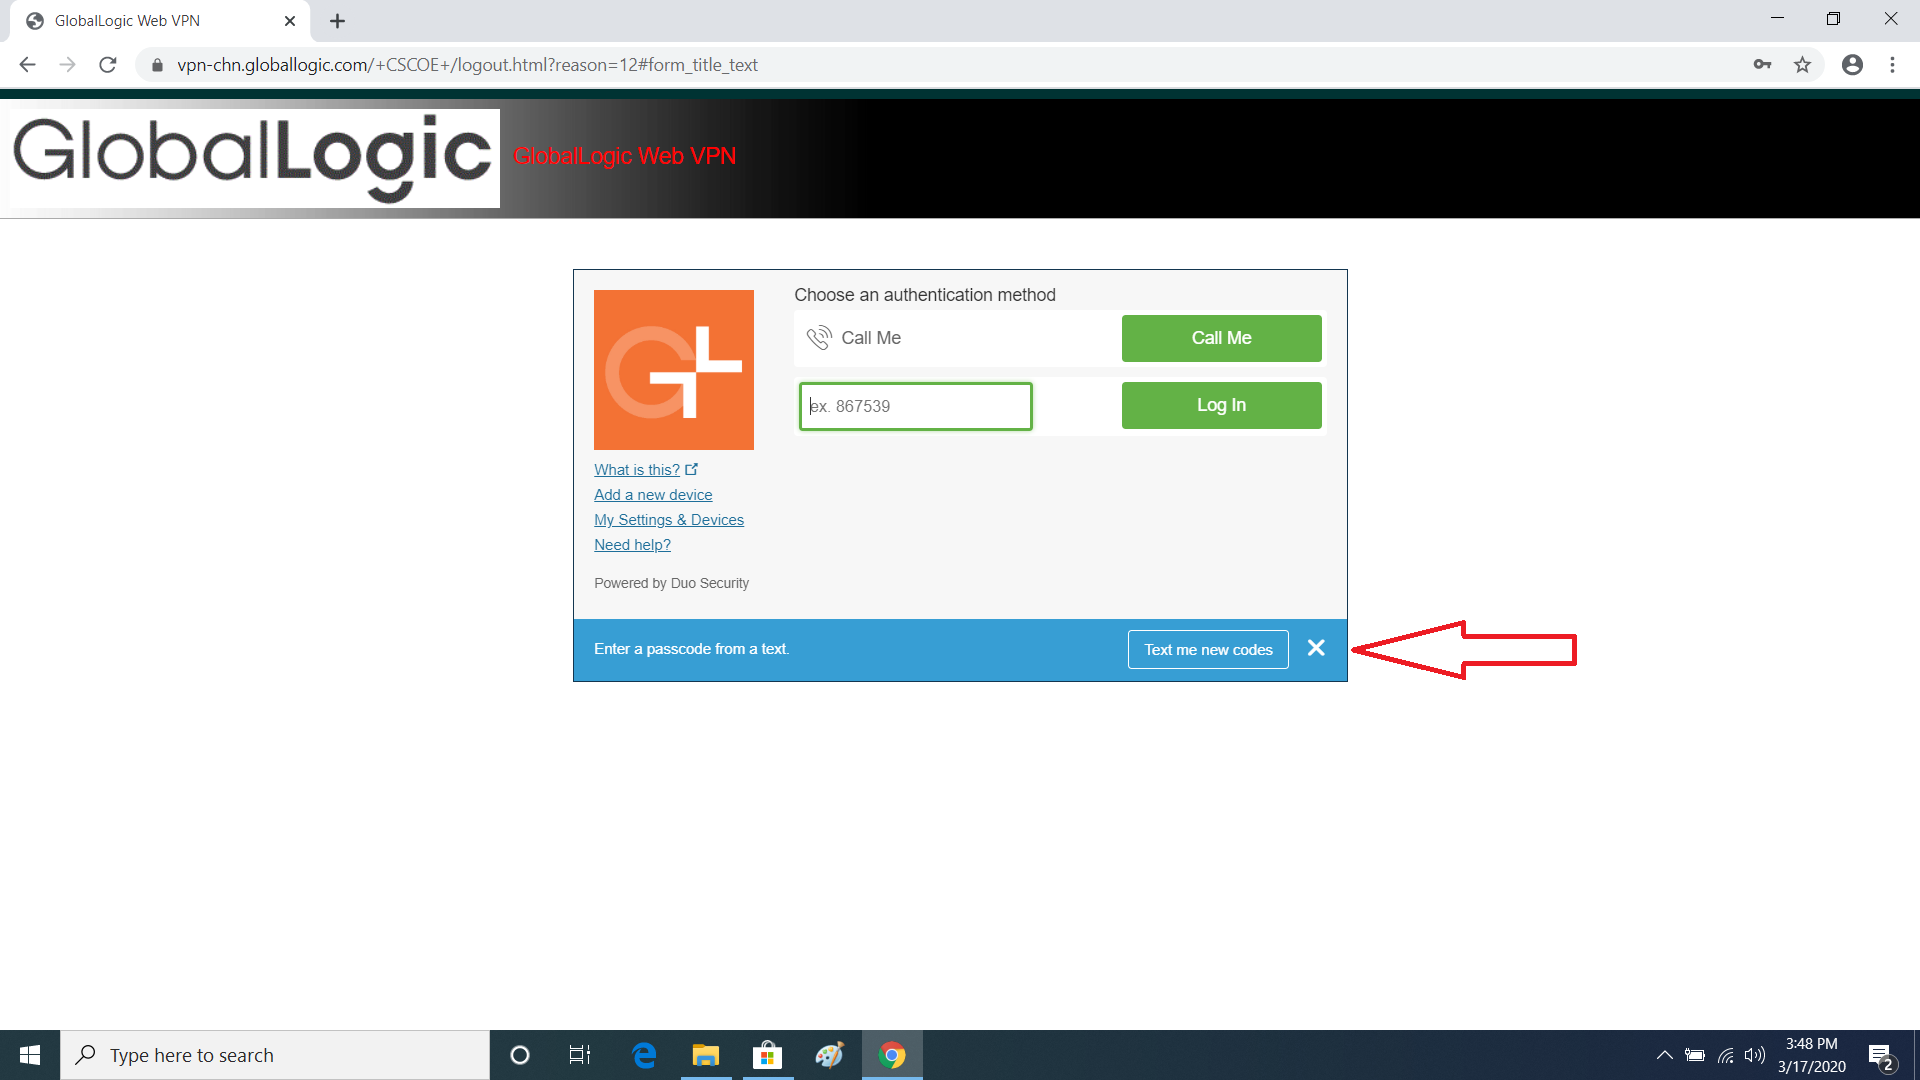 GlobalLogic Web VPN
vpn-chn.globallogic.com/+CSCOE+/logout.html?reason=12#form_title_text
GlobalLogic
GlobalLogic Web VPN
Choose an authentication method
Call Me
Call Me
ex. 867539
Log In
What is this?
Add a new device
My Settings & Devices
Need help?
Powered by Duo Security
Enter a passcode from a text.
Text me new codes
Type here to search
3:48 PM
3/17/2020
2